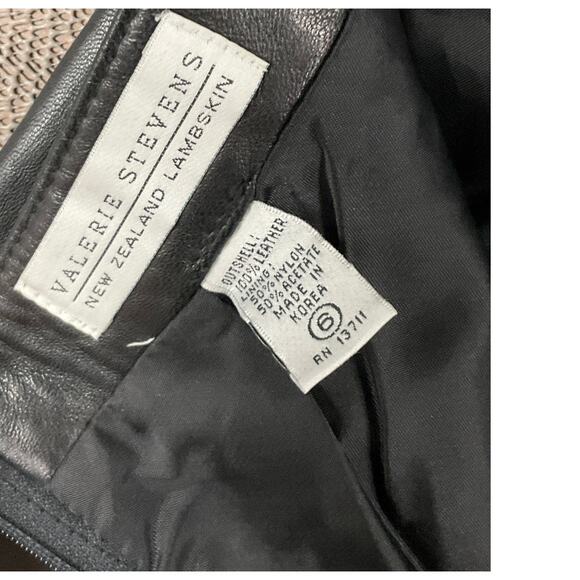 VALERIE STEVENS
NEW ZEALAND LAMBSKIN
OUTSHELL:
100% LEATHER
LINING:
50% NYLON
50% ACETATE
MADE IN
KOREA
6
RN 13711